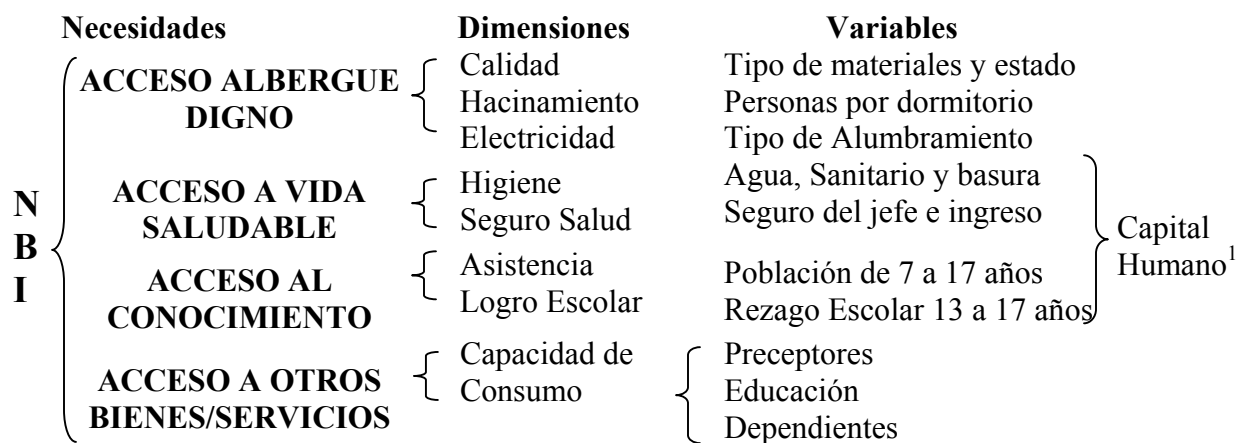 Necesidades Dimensiones Variables
ACCESO ALBERGUE DIGNO
Calidad Tipo de materiales y estado
Hacinamiento Personas por dormitorio
Electricidad Tipo de Alumbramiento
ACCESO A VIDA SALUDABLE
Higiene Agua, Sanitario y basura
Seguro Salud Seguro del jefe e ingreso
ACCESO AL CONOCIMIENTO
Asistencia Población de 7 a 17 años
Logro Escolar Rezago Escolar 13 a 17 años
ACCESO A OTROS BIENES/SERVICIOS
Capacidad de Consumo
Preceptores
Educación
Dependientes
N
B
I
Capital
Humano¹